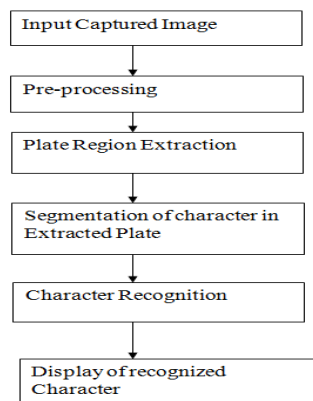 Input Captured Image
Pre-processing
Plate Region Extraction
Segmentation of character in
Extracted Plate
Character Recognition
Display of recognized
Character